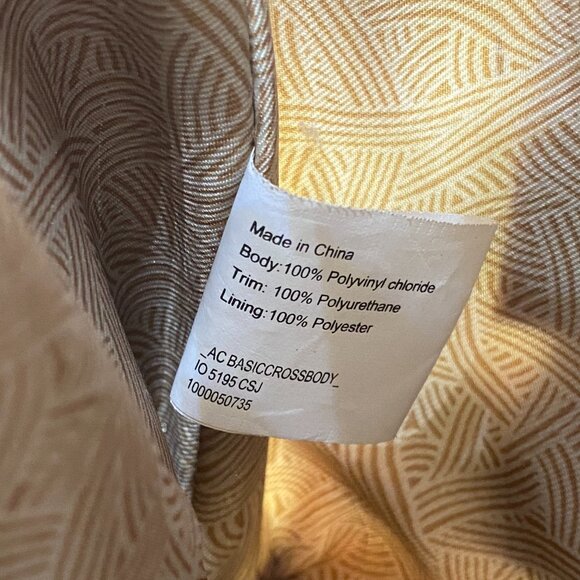 Made in China
Body:100% Polyvinyl chloride
Trim: 100% Polyurethane
Lining:100% Polyester
_AC BASICCROSSBODY_
IO 5195 CSJ
1000050735